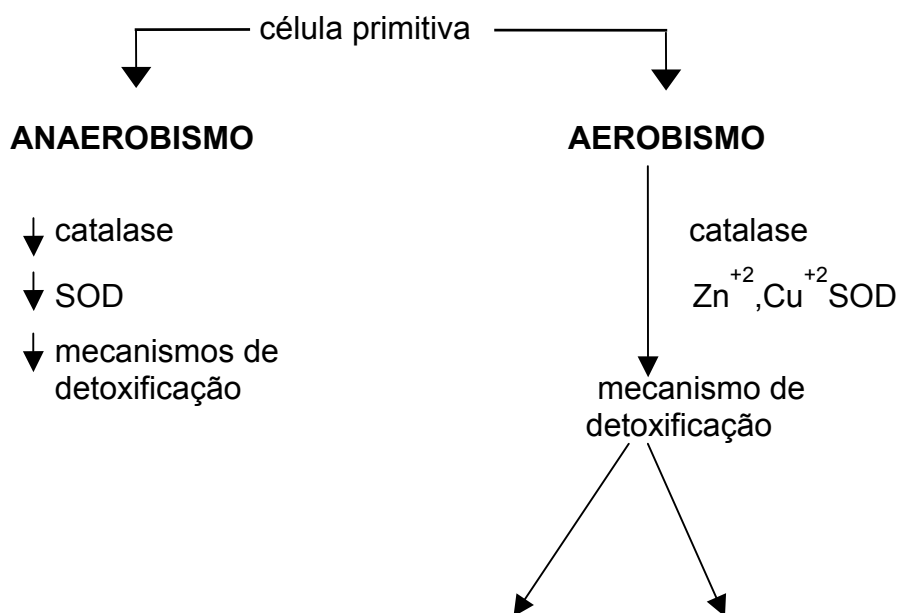 célula primitiva
ANAEROBISMO
AEROBISMO
catalase
SOD
mecanismos de
detoxificação
catalase
Zn+2,Cu+2SOD
mecanismo de
detoxificação